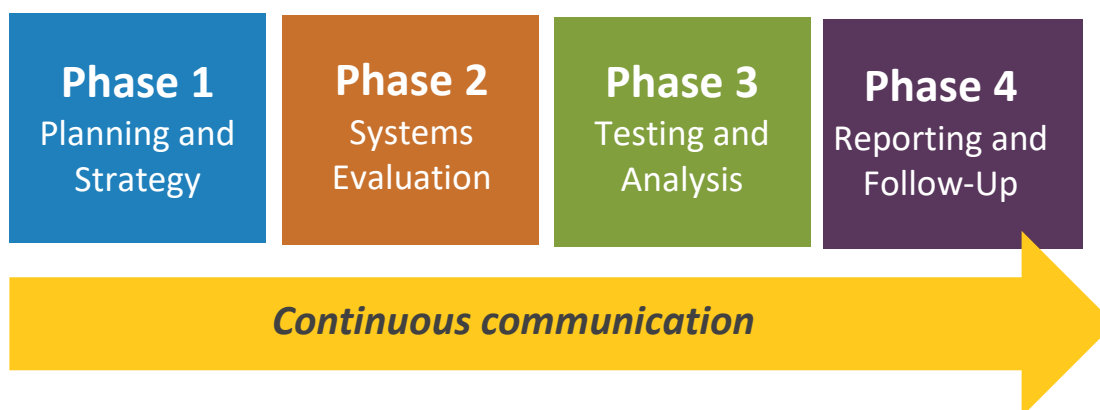 Phase 1
Planning and
Strategy
Phase 2
Systems
Evaluation
Phase 3
Testing and
Analysis
Phase 4
Reporting and
Follow-Up
Continuous communication